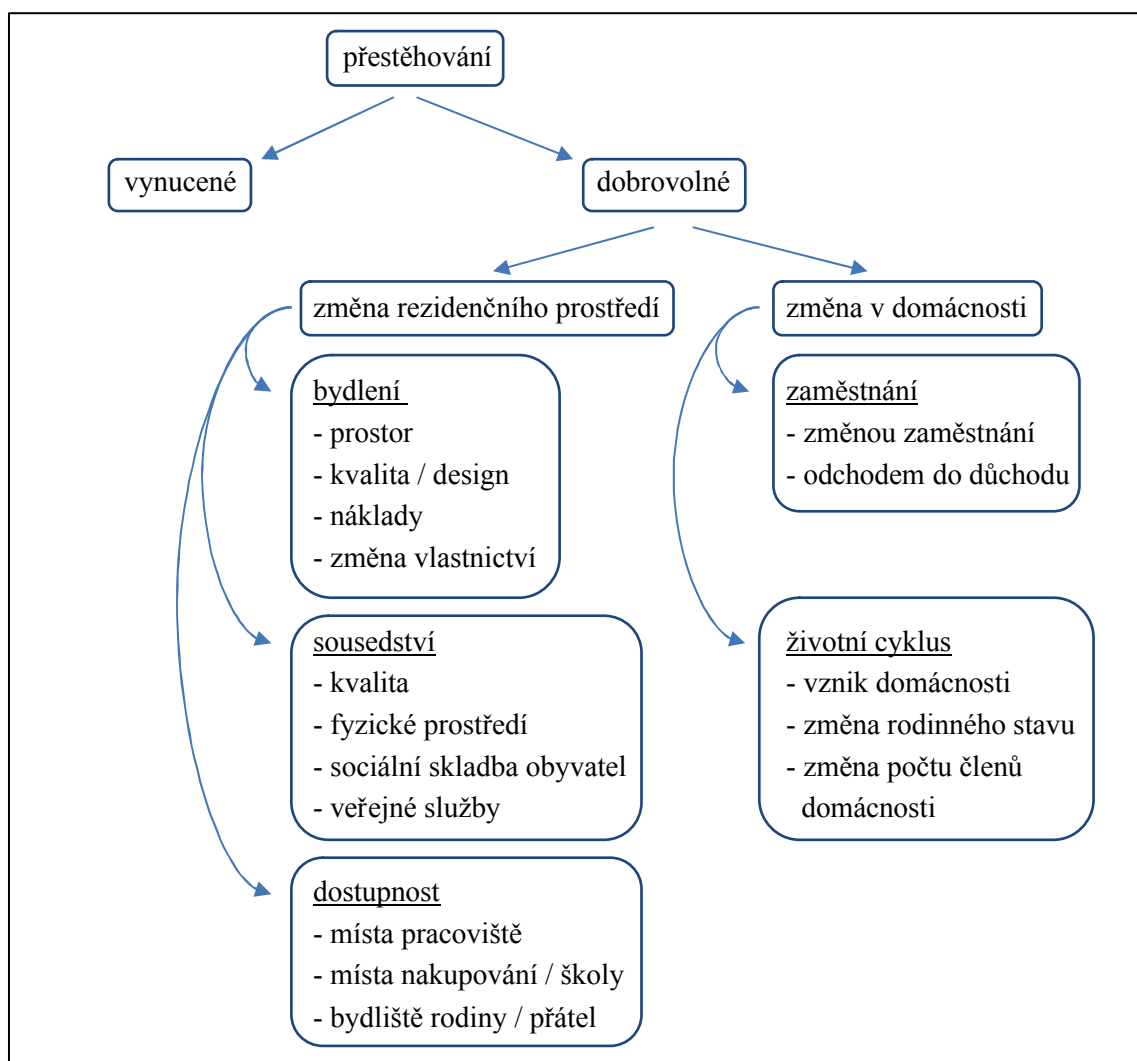 přestěhování
vynucené
dobrovolné
změna rezidenčního prostředí
změna v domácnosti
bydlení
- prostor
- kvalita / design
- náklady
- změna vlastnictví
zaměstnání
- změnou zaměstnání
- odchodem do důchodu
sousedství
- kvalita
- fyzické prostředí
- sociální skladba obyvatel
- veřejné služby
životní cyklus
- vznik domácnosti
- změna rodinného stavu
- změna počtu členů
domácnosti
dostupnost
- místa pracoviště
- místa nakupování / školy
- bydliště rodiny / přátel